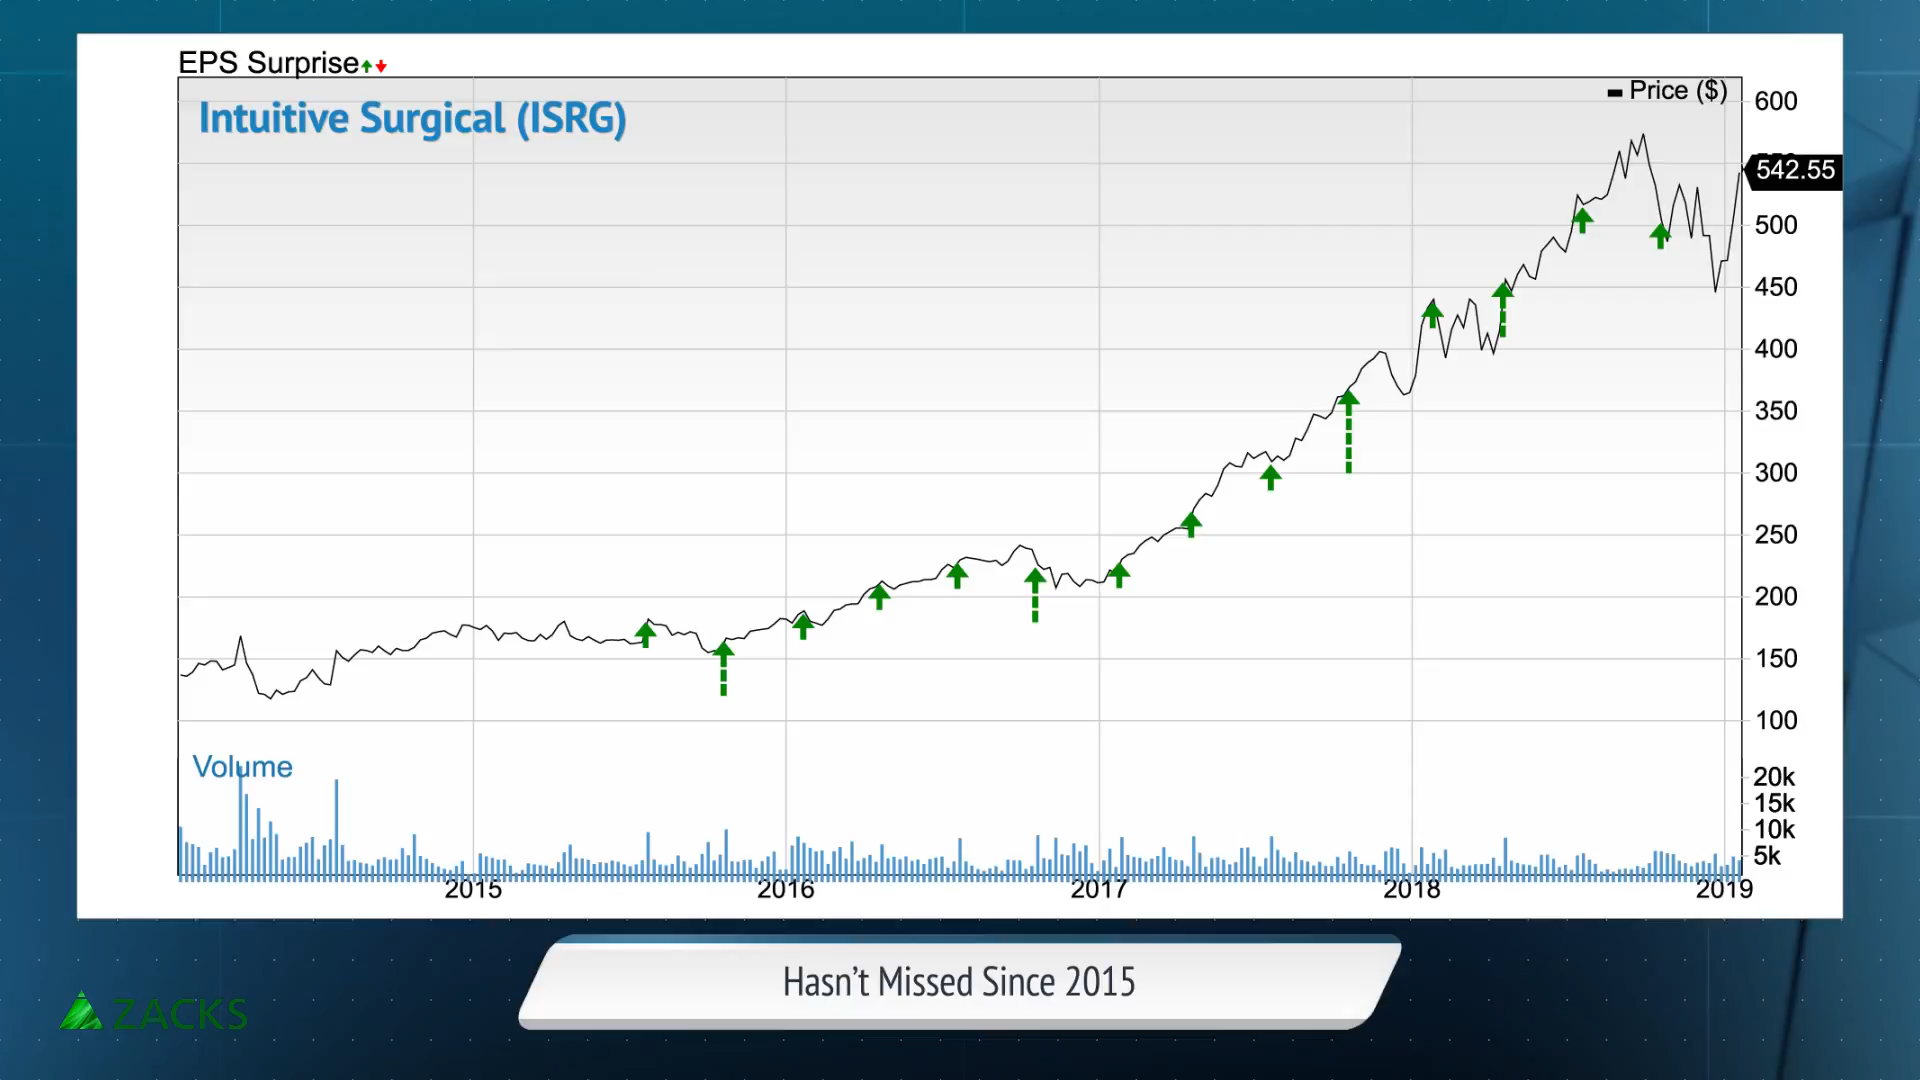 EPS Surprise
Intuitive Surgical (ISRG)
Price ($)
600
542.55
500
450
400
350
300
250
200
150
100
Volume
20k
15k
10k
5k
2015 2016 2017 2018 2019
Hasn't Missed Since 2015
ZACKS